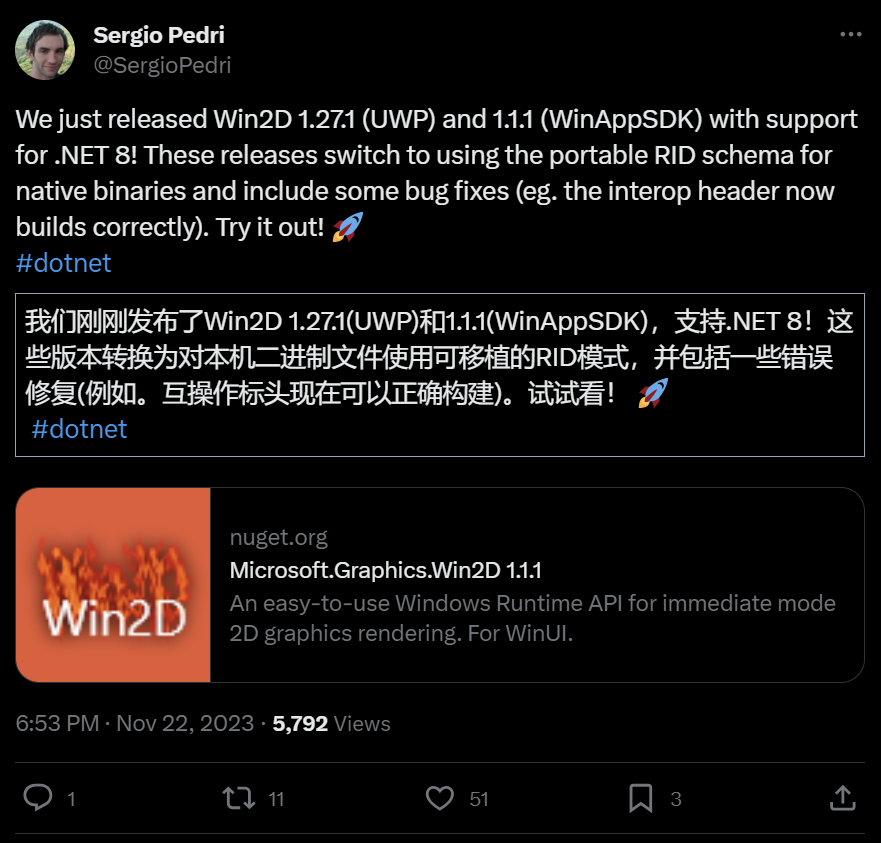 Sergio Pedri
@SergioPedri
We just released Win2D 1.27.1 (UWP) and 1.1.1 (WinAppSDK) with support
for .NET 8! These releases switch to using the portable RID schema for
native binaries and include some bug fixes (eg. the interop header now
builds correctly). Try it out! 🚀
#dotnet
我们刚刚发布了Win2D 1.27.1(UWP)和1.1.1(WinAppSDK)，支持.NET 8！这
些版本转换为对本机二进制文件使用可移植的RID模式，并包括一些错误
修复(例如。互操作标头现在可以正确构建)。试试看！ 🚀
#dotnet
Win2D
nuget.org
Microsoft.Graphics.Win2D 1.1.1
An easy-to-use Windows Runtime API for immediate mode
2D graphics rendering. For WinUI.
6:53 PM · Nov 22, 2023 · 5,792 Views
1 11 51 3